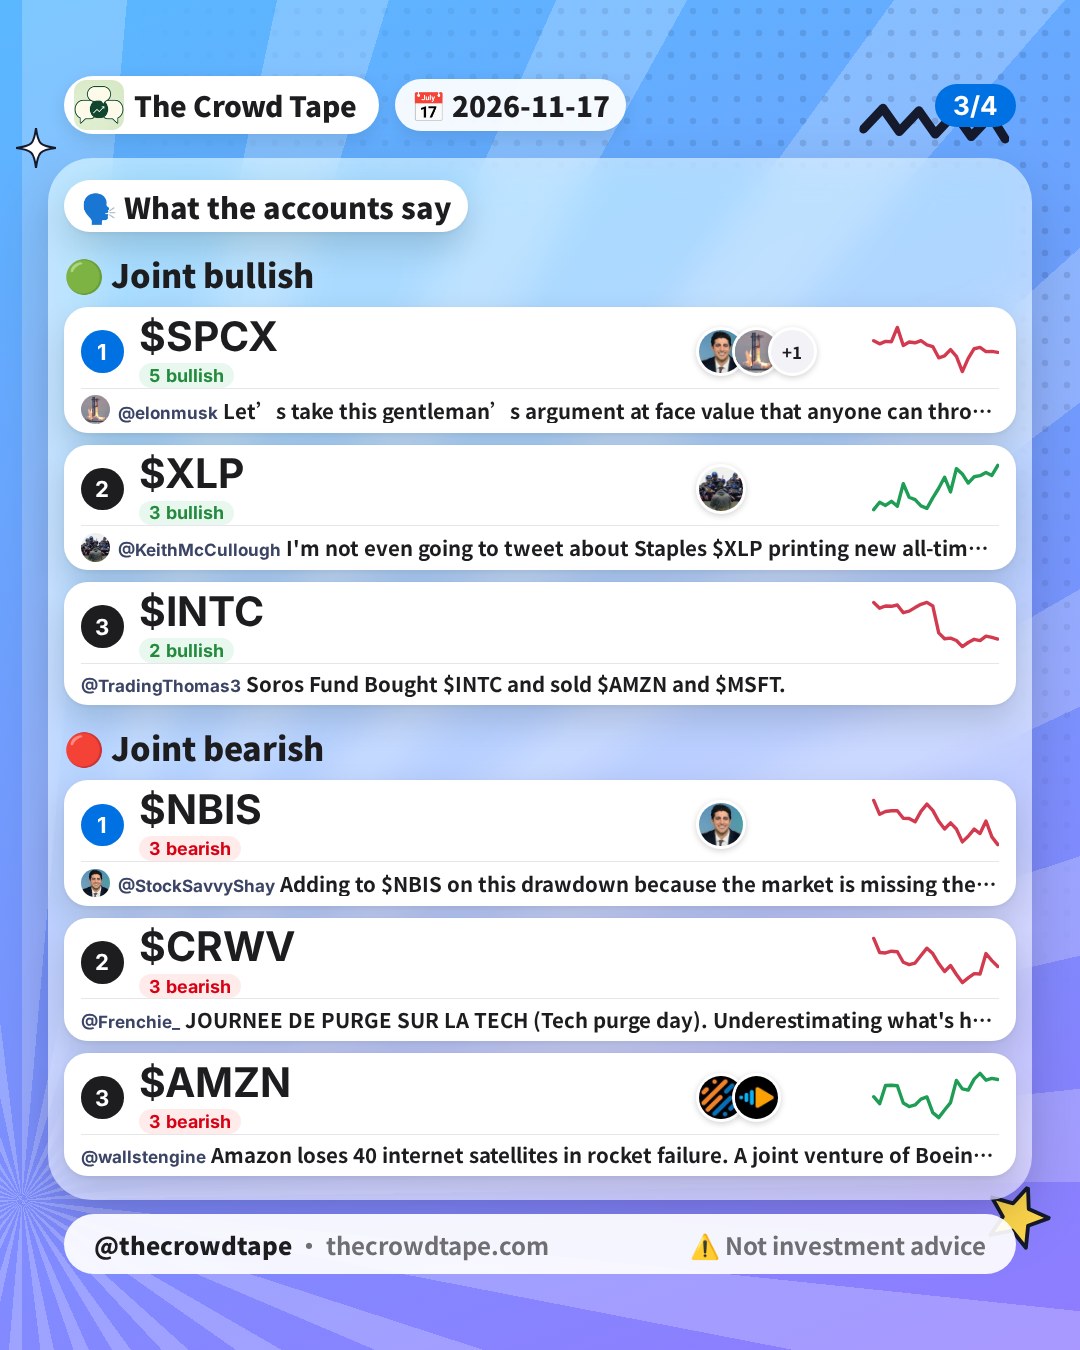 The Crowd Tape
July 17 2026-11-17
3/4
🗣️ What the accounts say
🟢 Joint bullish
1 $SPCX
+1
5 bullish
@elonmusk Let’s take this gentleman’s argument at face value that anyone can thro…
2 $XLP
3 bullish
@KeithMcCullough I'm not even going to tweet about Staples $XLP printing new all-tim…
3 $INTC
2 bullish
@TradingThomas3 Soros Fund Bought $INTC and sold $AMZN and $MSFT.
🔴 Joint bearish
1 $NBIS
3 bearish
@StockSavvyShay Adding to $NBIS on this drawdown because the market is missing the…
2 $CRWV
3 bearish
@Frenchie_ JOURNEE DE PURGE SUR LA TECH (Tech purge day). Underestimating what's h…
3 $AMZN
3 bearish
@wallstengine Amazon loses 40 internet satellites in rocket failure. A joint venture of Boein…
@thecrowdtape • thecrowdtape.com
⚠️ Not investment advice